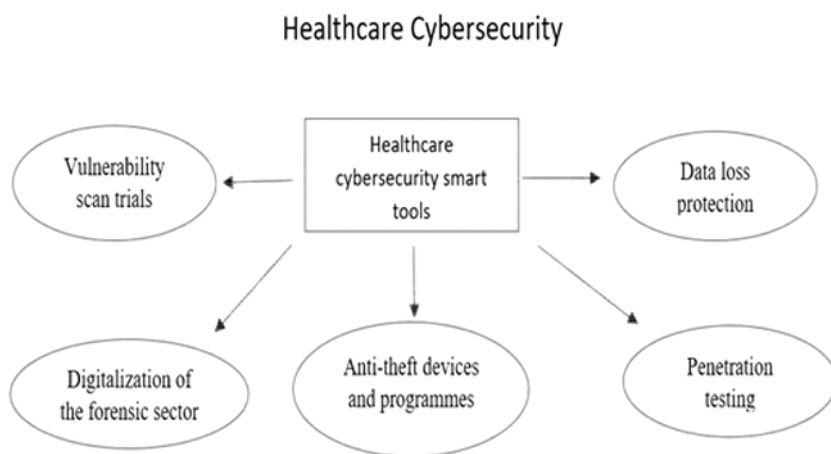 Healthcare Cybersecurity
Healthcare
cybersecurity smart
tools
Vulnerability
scan trials
Data loss
protection
Digitalization of
the forensic sector
Anti-theft devices
and programmes
Penetration
testing